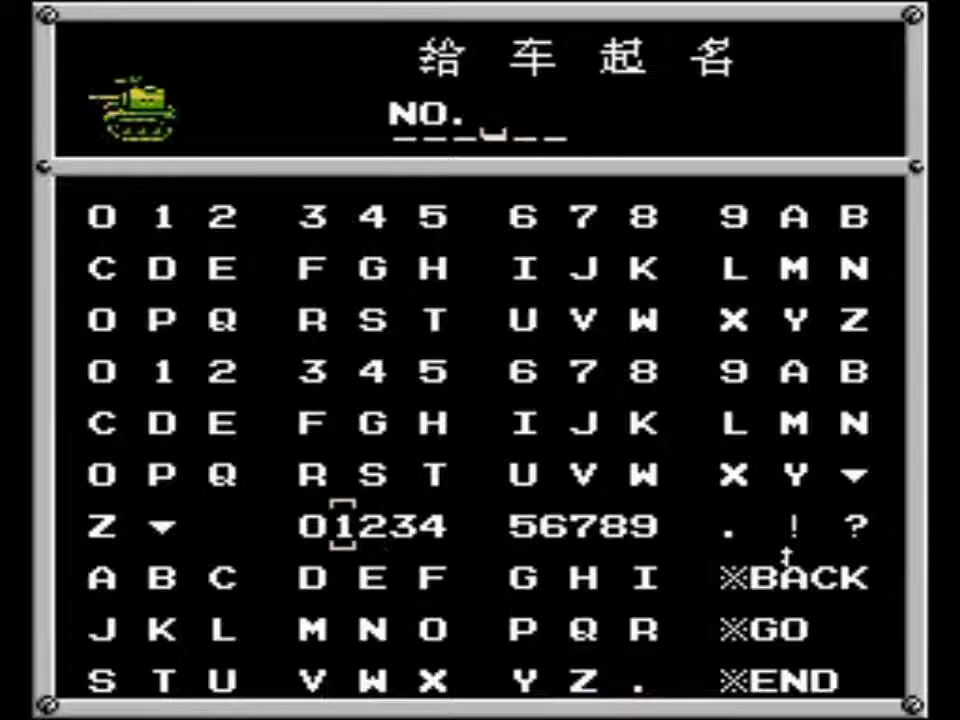 给 车 起 名
NO.
0 1 2 3 4 5 6 7 8 9 A B
C D E F G H I J K L M N
O P Q R S T U V W X Y Z
0 1 2 3 4 5 6 7 8 9 A B
C D E F G H I J K L M N
O P Q R S T U V W X Y ▼
Z ▼ 01234 56789 . ! ?
A B C D E F G H I ※BACK
J K L M N O P Q R ※GO
S T U V W X Y Z . ※END